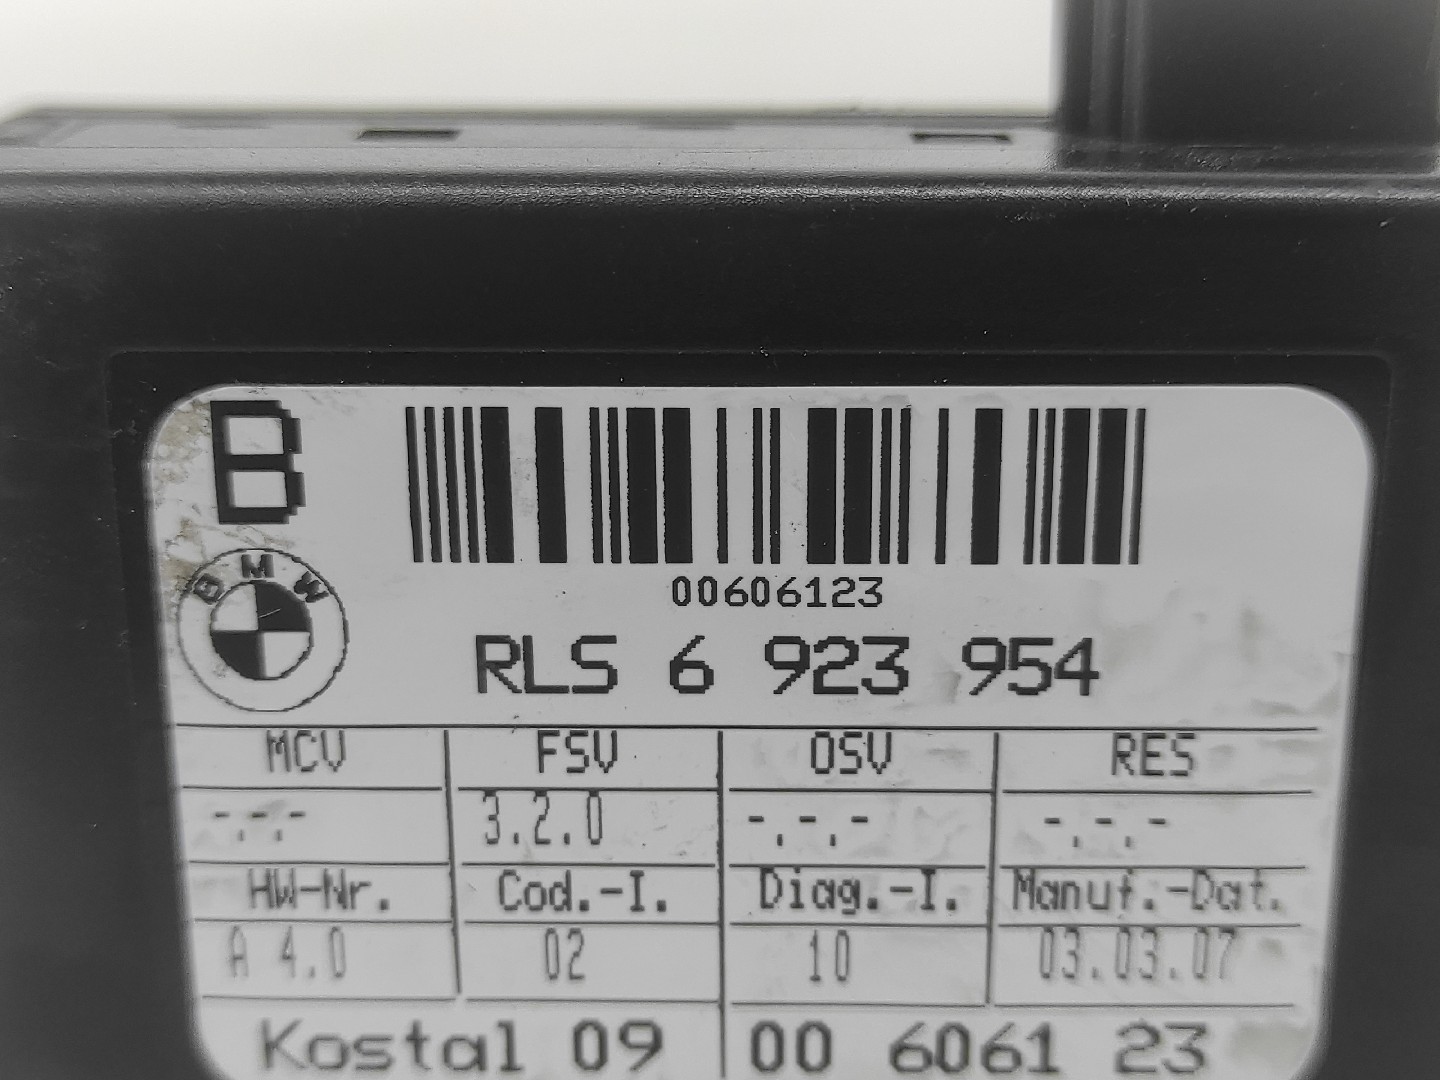 B
BMW
00606123
RLS 6 923 954
MCV FSV OSV RES
-.-.- 3.2.0 -.-.- -.-.-
HW-Nr. Cod.-I. Diag.-I. Manuf.-Dat.
A 4.0 02 10 03.03.07
Kostal 09 00 6061 23